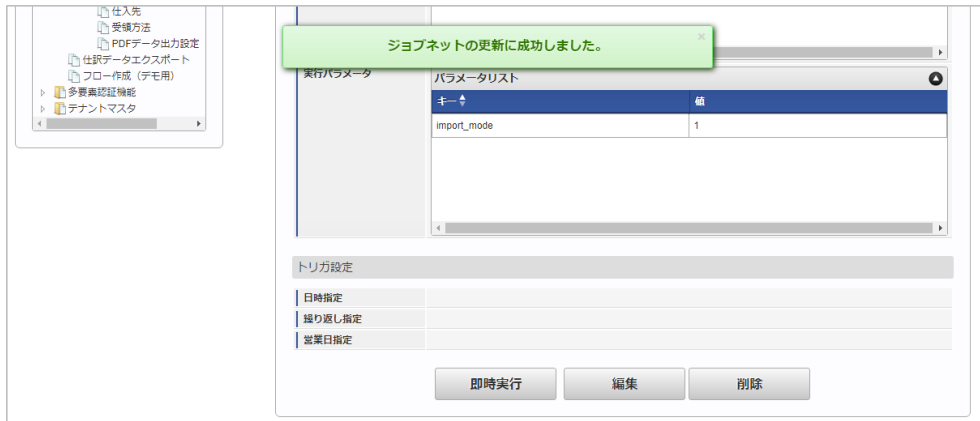 仕入先
受領方法
PDFデータ出力設定
仕訳データエクスポート
フロー作成（デモ用）
多要素認証機能
テナントマスタ
ジョブネットの更新に成功しました。
×
実行パラメータ
パラメータリスト
キー 値
import_mode 1
トリガ設定
日時指定
繰り返し指定
営業日指定
即時実行 編集 削除